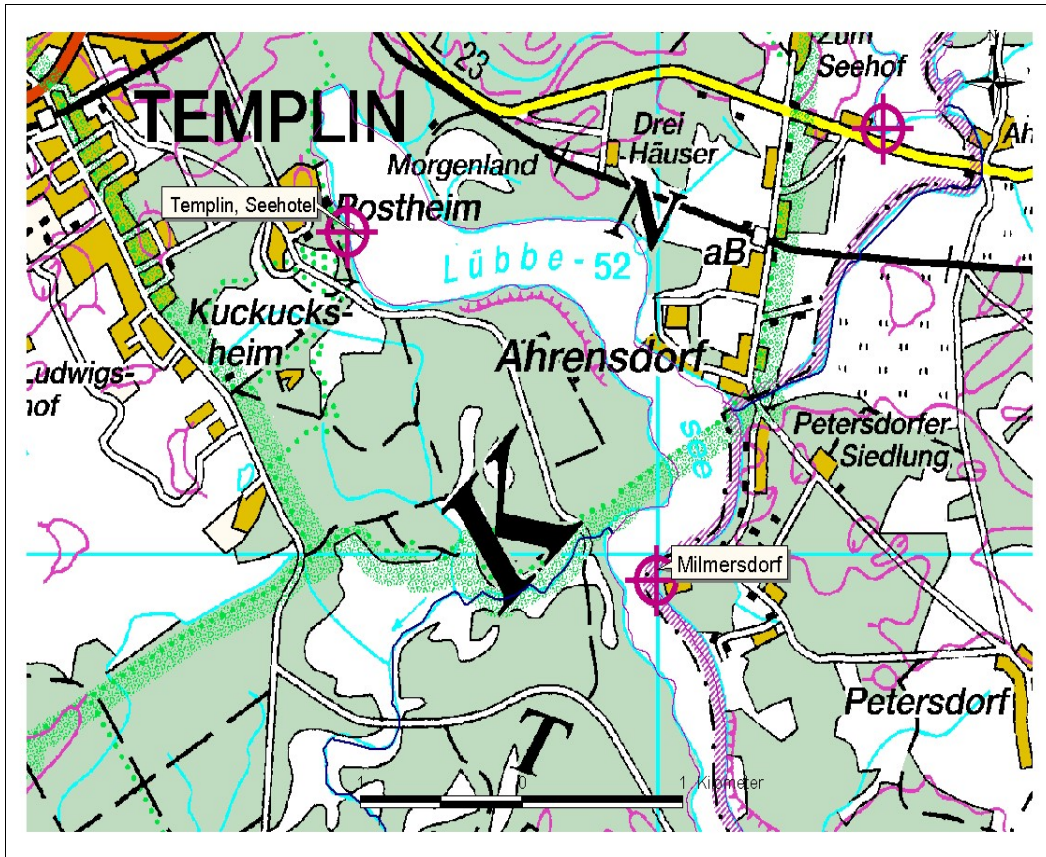 L 23
Zum
Seehof
N
TEMPLIN
Drei
Häuser
Morgenland
Templin, Seehotel
Postheim
N
Lübbe - 52
aB
Kuckucks-
heim
Ahrensdorf
Ludwigs-
hof
see
Petersdorfer
Siedlung
K
Milmersdorf
Petersdorf
T
1 0 1 Kilometer